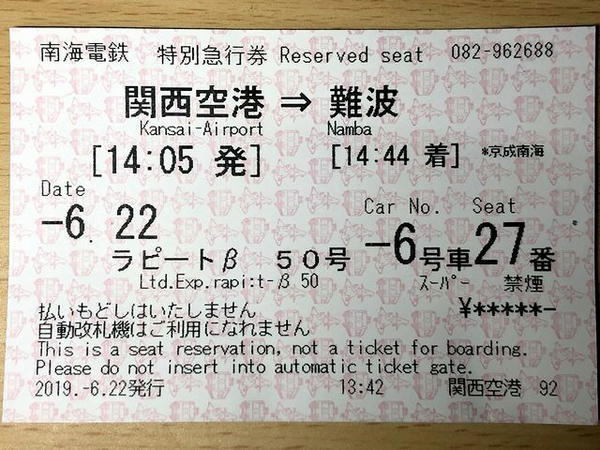 南海電鉄 特別急行券 Reserved seat 082-962688
関西空港 ⇒ 難波
Kansai-Airport Namba
[14:05 発] [14:44 着] *京成南海
Date Car No. Seat
-6. 22 -6号車27番
ラピートβ 50号
Ltd.Exp.rapi:t-β 50 スーパー 禁煙
払いもどしはいたしません ¥*****-
自動改札機はご利用になれません
This is a seat reservation, not a ticket for boarding.
Please do not insert into automatic ticket gate.
2019.-6.22発行 13:42 関西空港 92